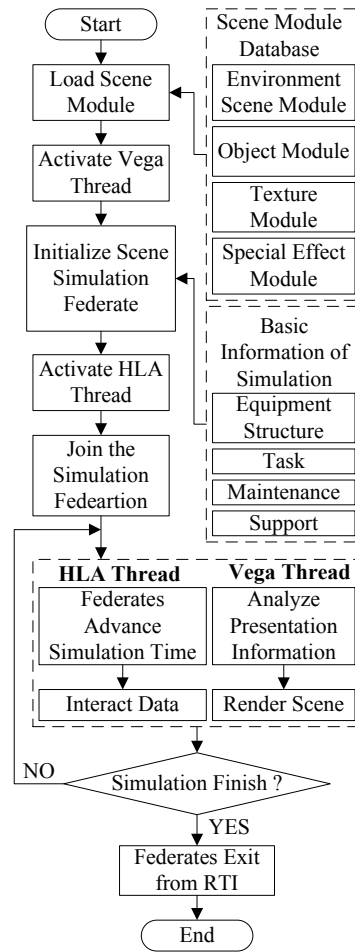 Start
Load Scene
Module
Activate Vega
Thread
Initialize Scene
Simulation
Federate
Activate HLA
Thread
Join the
Simulation
Fedeartion
Scene Module
Database
Environment
Scene Module
Object Module
Texture
Module
Special Effect
Module
Basic
Information of
Simulation
Equipment
Structure
Task
Maintenance
Support
HLA Thread
Federates
Advance
Simulation Time
Interact Data
Vega Thread
Analyze
Presentation
Information
Render Scene
Simulation Finish ?
NO
YES
Federates Exit
from RTI
End